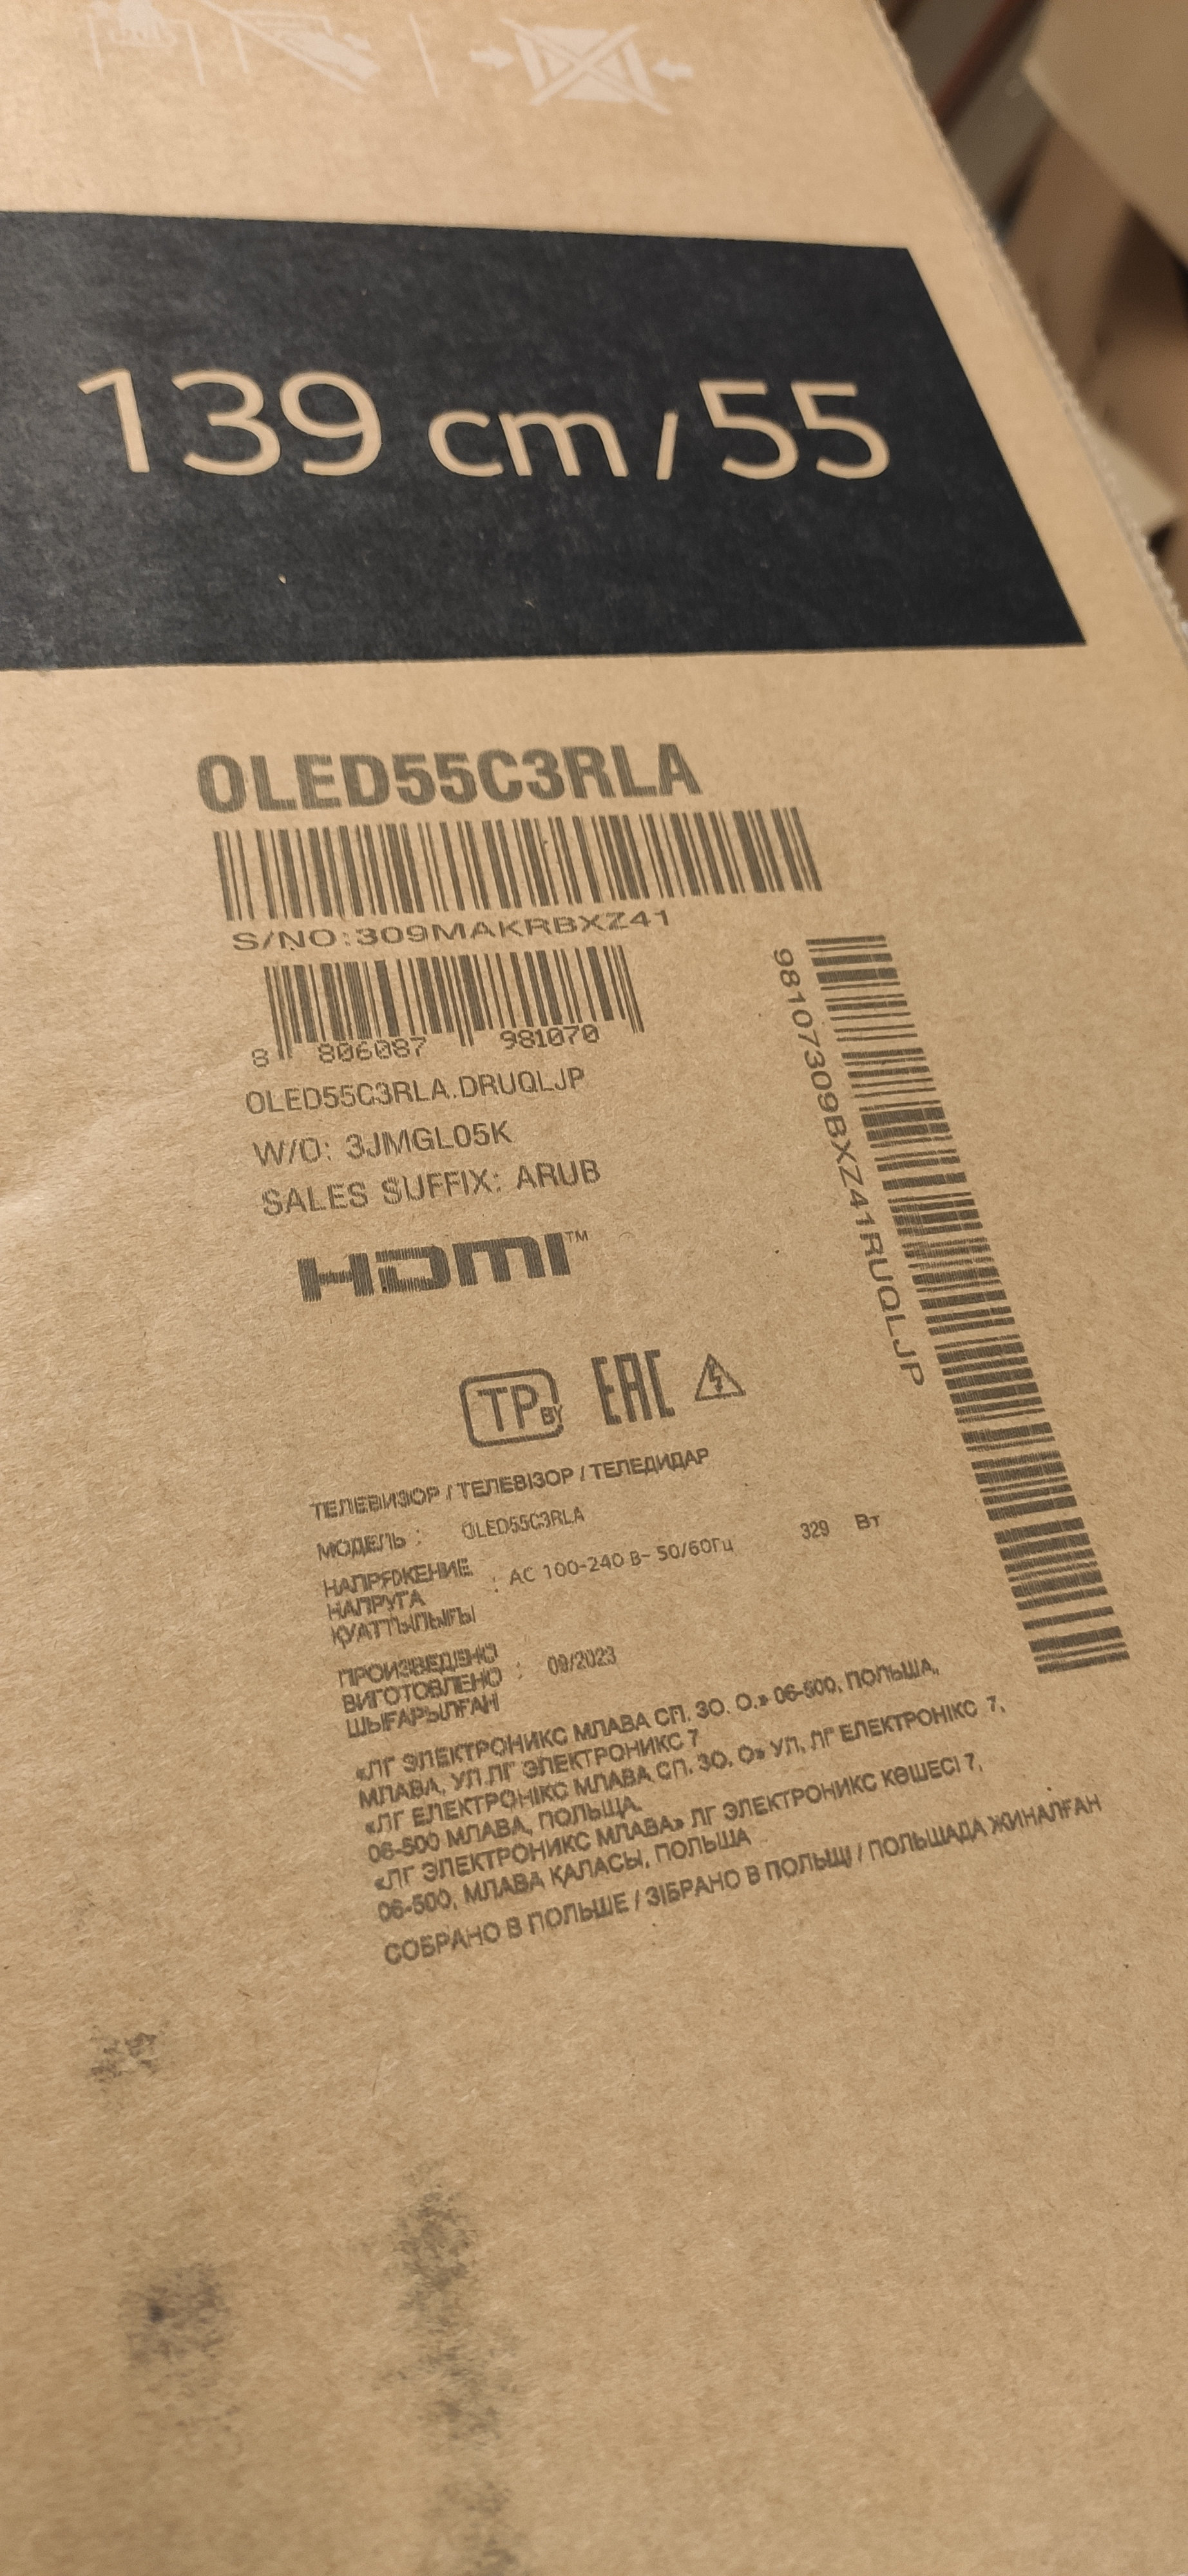 139 cm / 55
OLED55C3RLA
S/NO:309MAKRBXZ41
8 806087 981070
98107309BXZ41RUQLJP
OLED55C3RLA.DRUQLJP
W/O: 3JMGL05K
SALES SUFFIX: ARUB
HDMI™
TP BY EAC
ТЕЛЕВИЗОР / ТЕЛЕВІЗОР / ТЕЛЕДИДАР
МОДЕЛЬ : OLED55C3RLA
НАПРЯЖЕНИЕ
НАПРУГА : AC 100-240 В~ 50/60Гц 329 Вт
ҚУАТТЫЛЫҒЫ
ПРОИЗВЕДЕНО
ВИГОТОВЛЕНО : 09/2023
ШЫҒАРЫЛҒАН
«ЛГ ЭЛЕКТРОНИКС МЛАВА СП. ЗО. О.» 06-500, ПОЛЬША,
МЛАВА, УЛ.ЛГ ЭЛЕКТРОНИКС 7
«ЛГ ЕЛЕКТРОНІКС МЛАВА СП. ЗО. О» УЛ. ЛГ ЕЛЕКТРОНІКС 7,
06-500 МЛАВА, ПОЛЬЩА.
«ЛГ ЭЛЕКТРОНИКС МЛАВА» ЛГ ЭЛЕКТРОНИКС КӨШЕСІ 7,
06-500, МЛАВА ҚАЛАСЫ, ПОЛЬША
СОБРАНО В ПОЛЬШЕ / ЗІБРАНО В ПОЛЬЩІ / ПОЛЬШАДА ЖИНАЛҒАН